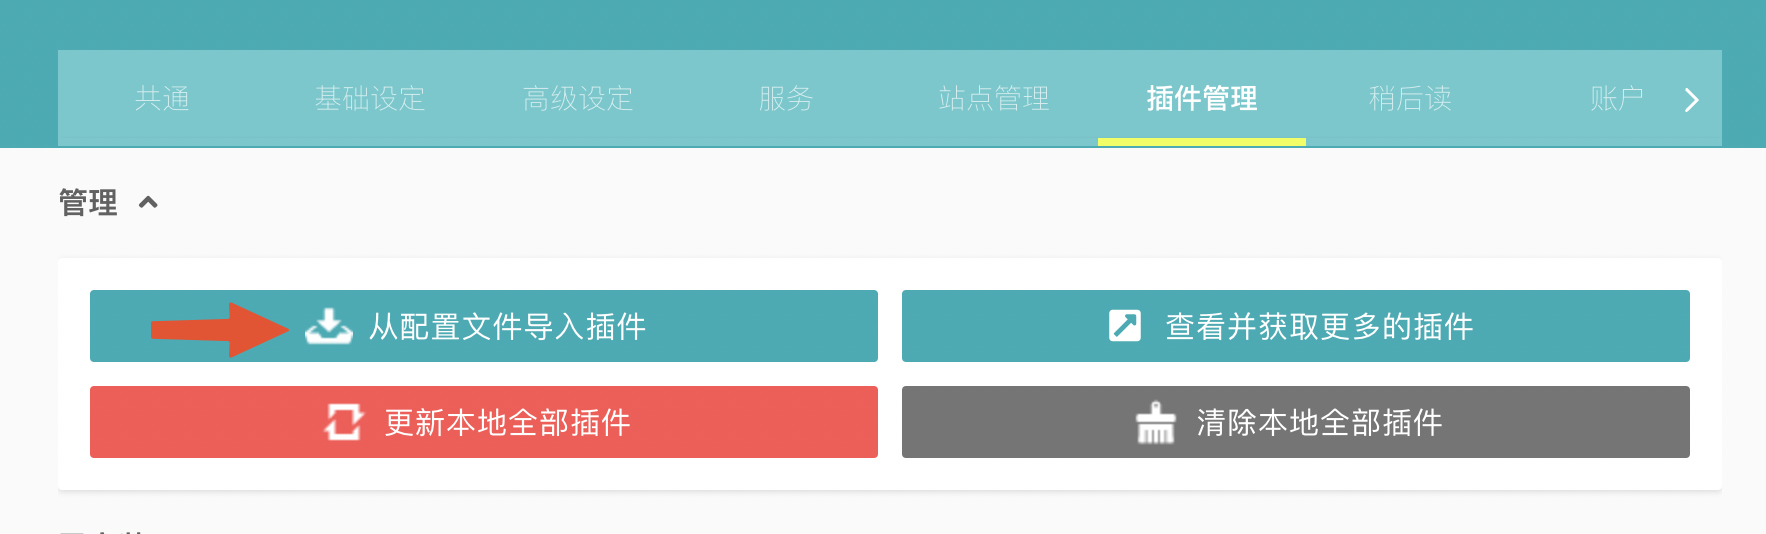 共通 基础设定 高级设定 服务 站点管理 插件管理 稍后读 账户
管理
从配置文件导入插件 查看并获取更多的插件
更新本地全部插件 清除本地全部插件